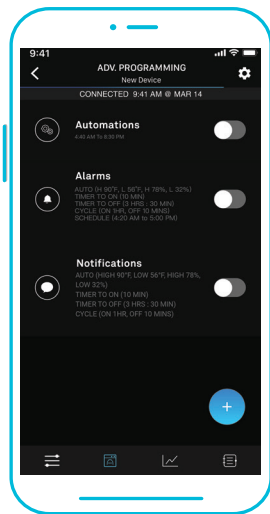 9:41
ADV. PROGRAMMING
New Device
CONNECTED 9:41 AM @ MAR 14
Automations
4:40 AM To 8:30 PM
Alarms
AUTO (H 90°F, L 56°F, H 78%, L 32%)
TIMER TO ON (10 MIN)
TIMER TO OFF (3 HRS : 30 MIN)
CYCLE (ON 1HR, OFF 10 MINS)
SCHEDULE (4:20 AM to 5:00 PM)
Notifications
AUTO (HIGH 90°F, LOW 56°F, HIGH 78%,
LOW 32%)
TIMER TO ON (10 MIN)
TIMER TO OFF (3 HRS : 30 MIN)
CYCLE (ON 1HR, OFF 10 MINS)